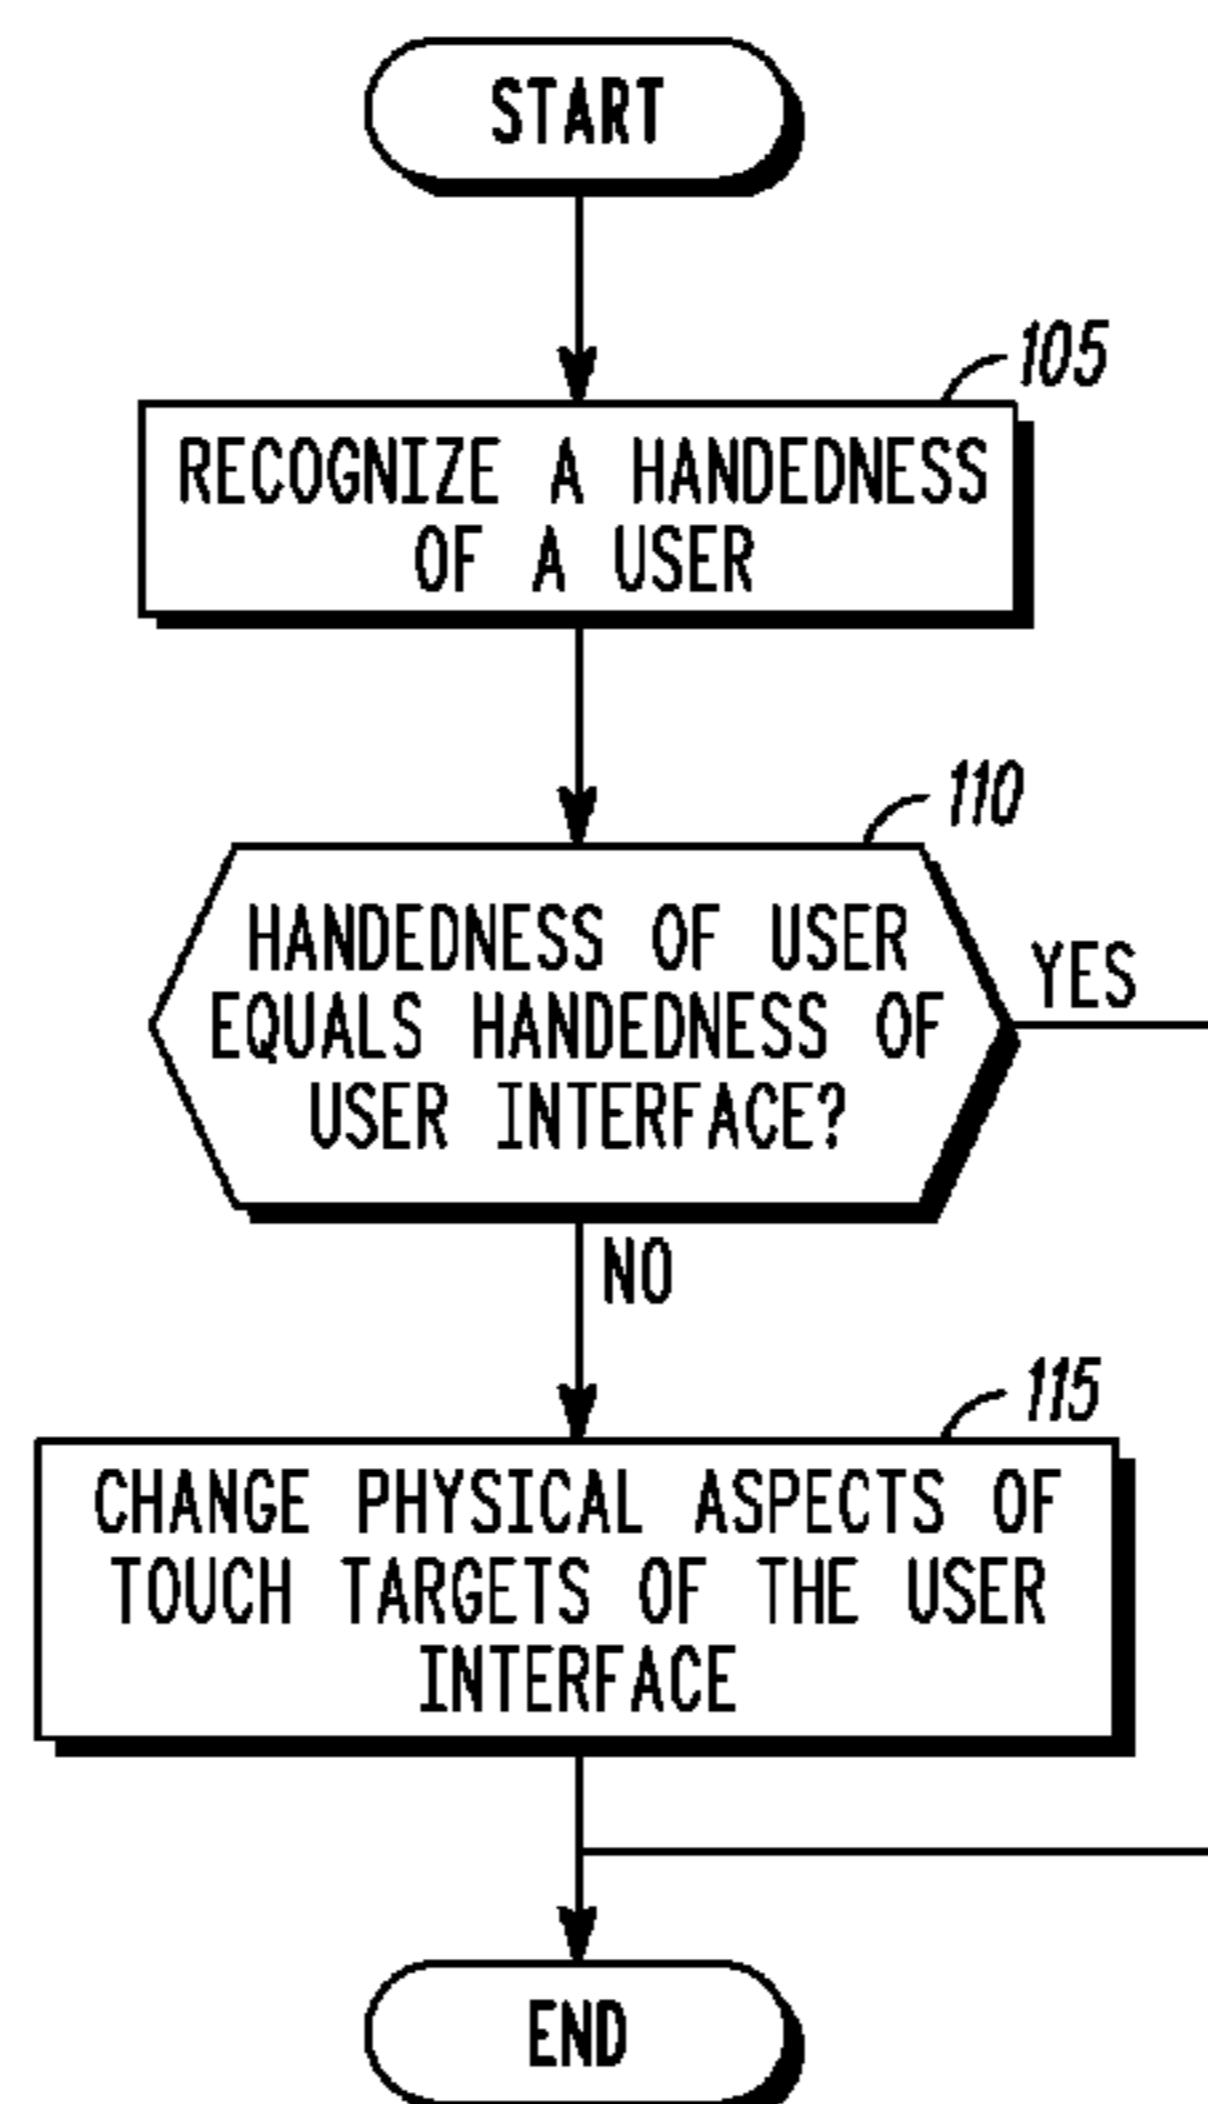 START
105
RECOGNIZE A HANDEDNESS
OF A USER
110
HANDEDNESS OF USER
EQUALS HANDEDNESS OF
USER INTERFACE?
YES
NO
115
CHANGE PHYSICAL ASPECTS OF
TOUCH TARGETS OF THE USER
INTERFACE
END